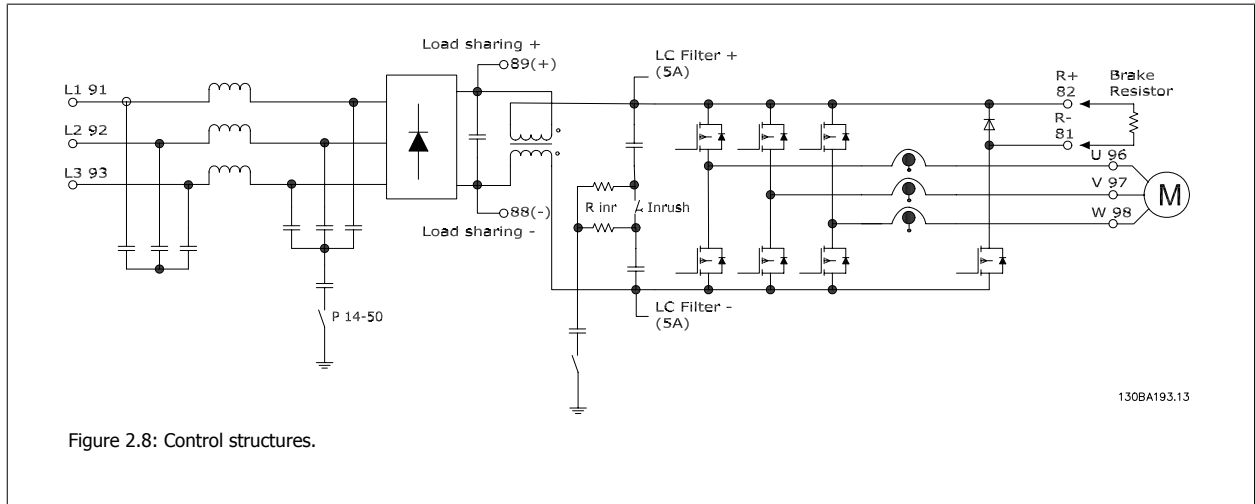 Load sharing +
89(+)
LC Filter +
(5A)
R+
82
Brake
Resistor
R-
81
L1 91
L2 92
L3 93
U 96
V 97
W 98
M
R inr
Inrush
88(-)
Load sharing -
P 14-50
LC Filter -
(5A)
130BA193.13
Figure 2.8: Control structures.